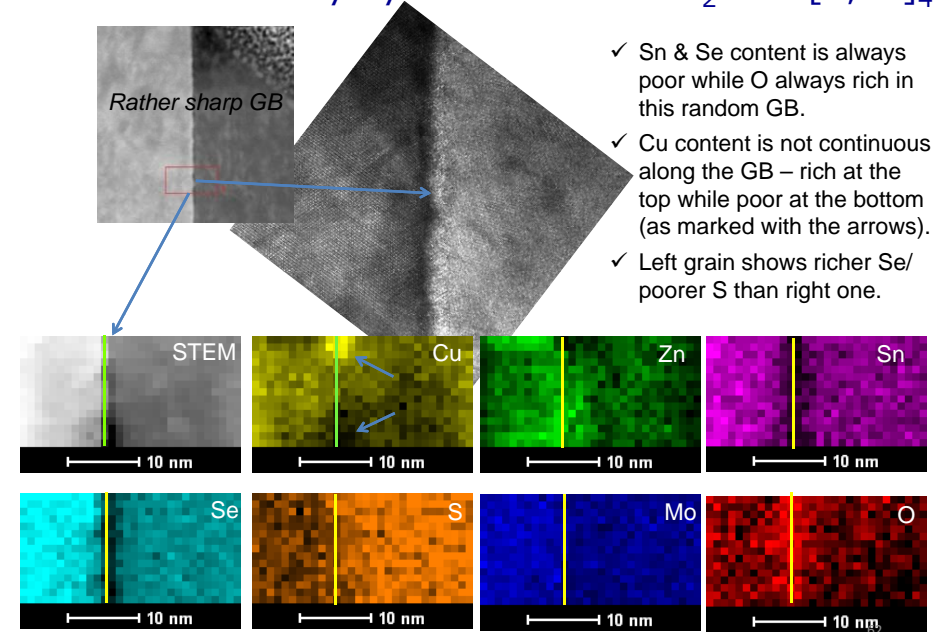 Rather sharp GB
✓ Sn & Se content is always
poor while O always rich in
this random GB.
✓ Cu content is not continuous
along the GB – rich at the
top while poor at the bottom
(as marked with the arrows).
✓ Left grain shows richer Se/
poorer S than right one.
STEM
Cu
Zn
Sn
10 nm
10 nm
10 nm
10 nm
Se
S
Mo
O
10 nm
10 nm
10 nm
10 nm